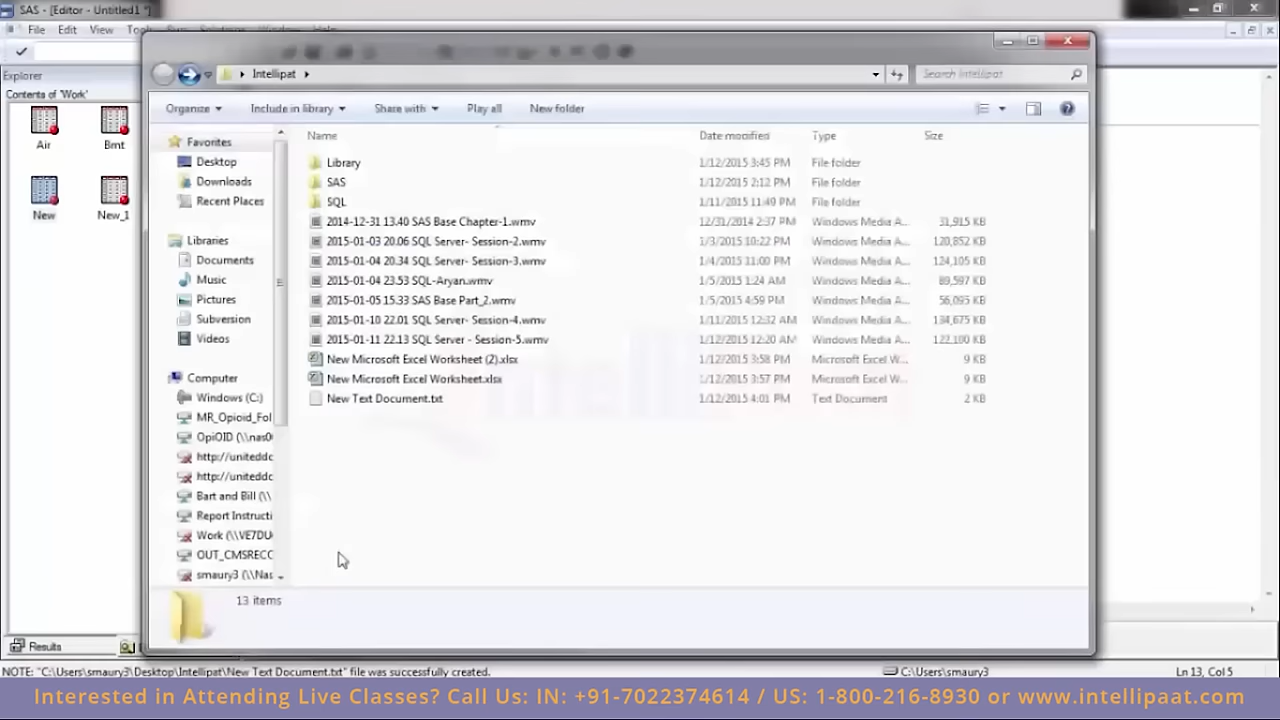 SAS - [Editor - Untitled1 *]
File Edit View
Explorer
Contents of 'Work'
Air Bmt
New New_1
Results
Intellipat
Search Intellipat
Organize Include in library Share with Play all New folder
Favorites
Desktop
Downloads
Recent Places
Libraries
Documents
Music
Pictures
Subversion
Videos
Computer
Windows (C:)
MR_Opioid_Fol
OpiOID (\\nas0
http://uniteddc
http://uniteddc
Bart and Bill (\\
Report Instructi
Work (\\VE7DU
OUT_CMSRECC
smaury3 (\\Nas
Name Date modified Type Size
Library 1/12/2015 3:45 PM File folder
SAS 1/12/2015 2:12 PM File folder
SQL 1/11/2015 11:49 PM File folder
2014-12-31 13.40 SAS Base Chapter-1.wmv 12/31/2014 2:37 PM Windows Media A... 31,915 KB
2015-01-03 20.06 SQL Server- Session-2.wmv 1/3/2015 10:22 PM Windows Media A... 120,852 KB
2015-01-04 20.34 SQL Server- Session-3.wmv 1/4/2015 11:00 PM Windows Media A... 124,105 KB
2015-01-04 23.53 SQL-Aryan.wmv 1/5/2015 1:24 AM Windows Media A... 89,597 KB
2015-01-05 15.33 SAS Base Part_2.wmv 1/5/2015 4:59 PM Windows Media A... 56,095 KB
2015-01-10 22.01 SQL Server- Session-4.wmv 1/11/2015 12:32 AM Windows Media A... 134,675 KB
2015-01-11 22.13 SQL Server - Session-5.wmv 1/12/2015 12:20 AM Windows Media A... 122,180 KB
New Microsoft Excel Worksheet (2).xlsx 1/12/2015 3:58 PM Microsoft Excel W... 9 KB
New Microsoft Excel Worksheet.xlsx 1/12/2015 3:57 PM Microsoft Excel W... 9 KB
New Text Document.txt 1/12/2015 4:01 PM Text Document 2 KB
13 items
NOTE: "C:\Users\smaury3\Desktop\Intellipat\New Text Document.txt" file was successfully created. C:\Users\smaury3 Ln 13, Col 5
Interested in Attending Live Classes? Call Us: IN: +91-7022374614 / US: 1-800-216-8930 or www.intellipaat.com